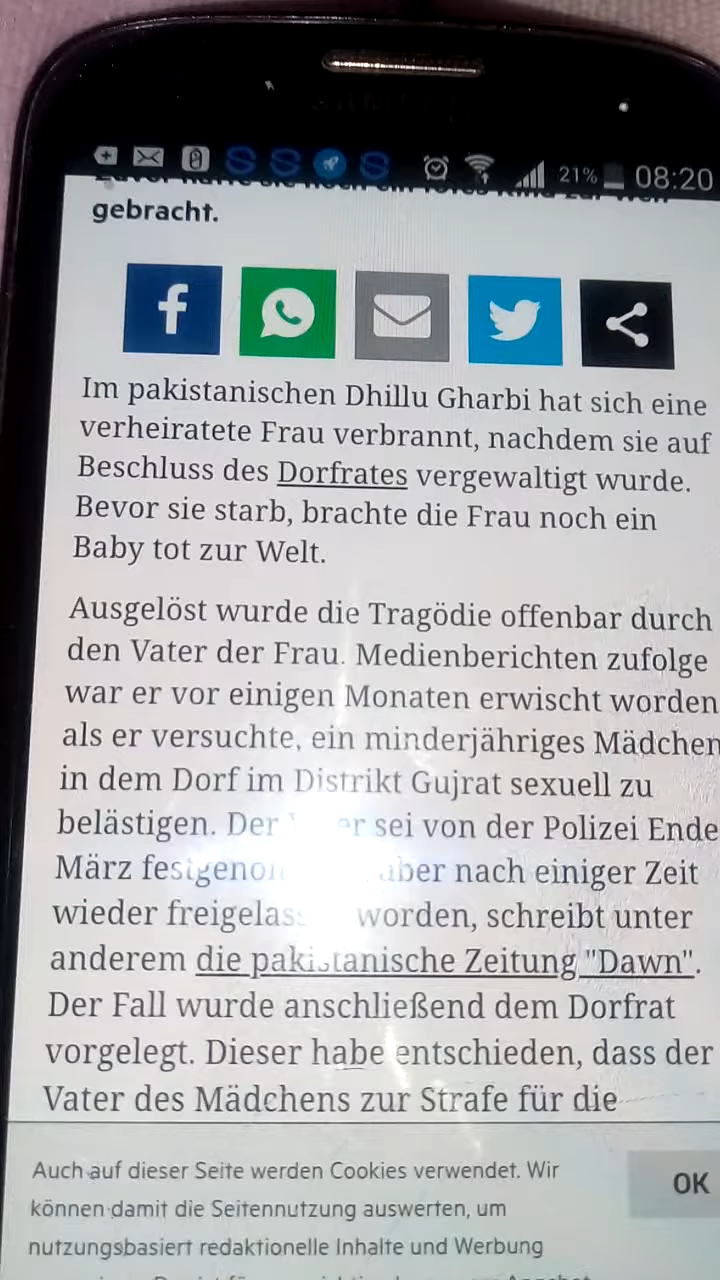 21% 08:20
gebracht.
Im pakistanischen Dhillu Gharbi hat sich eine
verheiratete Frau verbrannt, nachdem sie auf
Beschluss des Dorfrates vergewaltigt wurde.
Bevor sie starb, brachte die Frau noch ein
Baby tot zur Welt.
Ausgelöst wurde die Tragödie offenbar durch
den Vater der Frau. Medienberichten zufolge
war er vor einigen Monaten erwischt worden
als er versuchte, ein minderjähriges Mädchen
in dem Dorf im Distrikt Gujrat sexuell zu
belästigen. Der sei von der Polizei Ende
März aber nach einiger Zeit
wieder worden, schreibt unter
anderem die pakistanische Zeitung "Dawn".
Der Fall wurde anschließend dem Dorfrat
vorgelegt. Dieser habe entschieden, dass der
Vater des Mädchens zur Strafe für die
Auch auf dieser Seite werden Cookies verwendet. Wir
OK
können damit die Seitennutzung auswerten, um
nutzungsbasiert redaktionelle Inhalte und Werbung